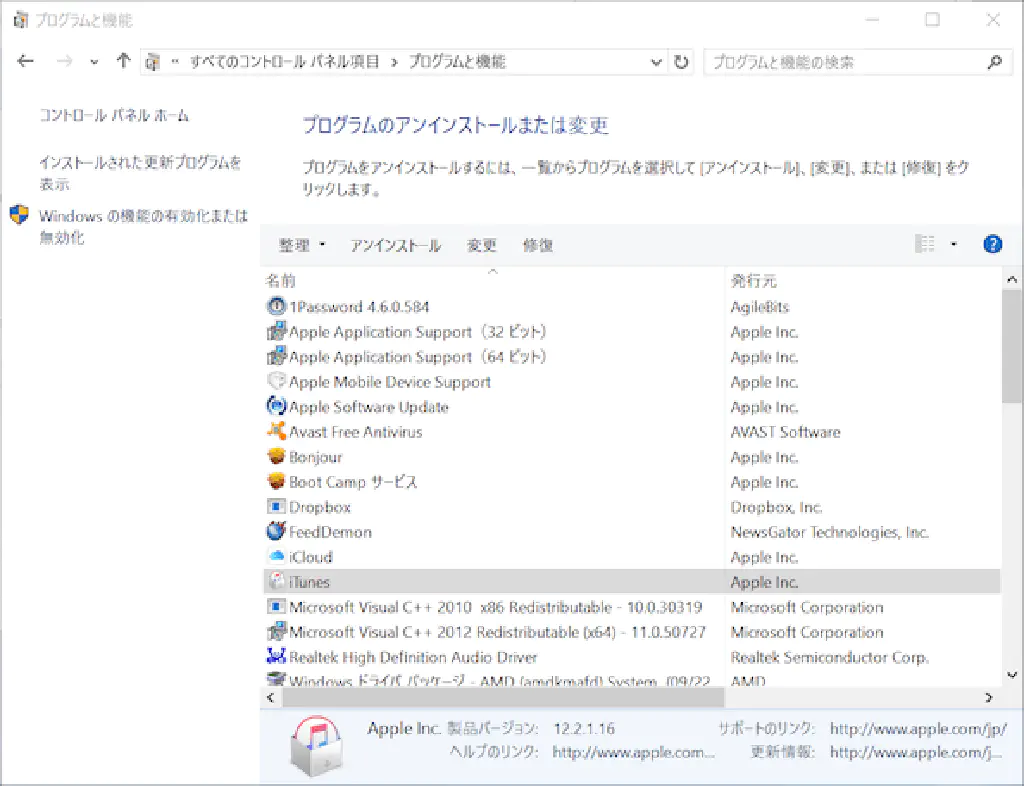 プログラムと機能
« すべてのコントロール パネル項目 > プログラムと機能
プログラムと機能の検索
コントロール パネル ホーム
インストールされた更新プログラムを
表示
Windows の機能の有効化または
無効化
プログラムのアンインストールまたは変更
プログラムをアンインストールするには、一覧からプログラムを選択して [アンインストール]、[変更]、または [修復] をク
リックします。
整理 アンインストール 変更 修復
名前 発行元
1Password 4.6.0.584 AgileBits
Apple Application Support (32 ビット) Apple Inc.
Apple Application Support (64 ビット) Apple Inc.
Apple Mobile Device Support Apple Inc.
Apple Software Update Apple Inc.
Avast Free Antivirus AVAST Software
Bonjour Apple Inc.
Boot Camp サービス Apple Inc.
Dropbox Dropbox, Inc.
FeedDemon NewsGator Technologies, Inc.
iCloud Apple Inc.
iTunes Apple Inc.
Microsoft Visual C++ 2010 x86 Redistributable - 10.0.30319 Microsoft Corporation
Microsoft Visual C++ 2012 Redistributable (x64) - 11.0.50727 Microsoft Corporation
Realtek High Definition Audio Driver Realtek Semiconductor Corp.
Windows ドライバ パッケージ - AMD (amdkmafd) System (09/22 AMD
Apple Inc. 製品バージョン: 12.2.1.16 サポートのリンク: http://www.apple.com/jp/
ヘルプのリンク: http://www.apple.com... 更新情報: http://www.apple.com/j...